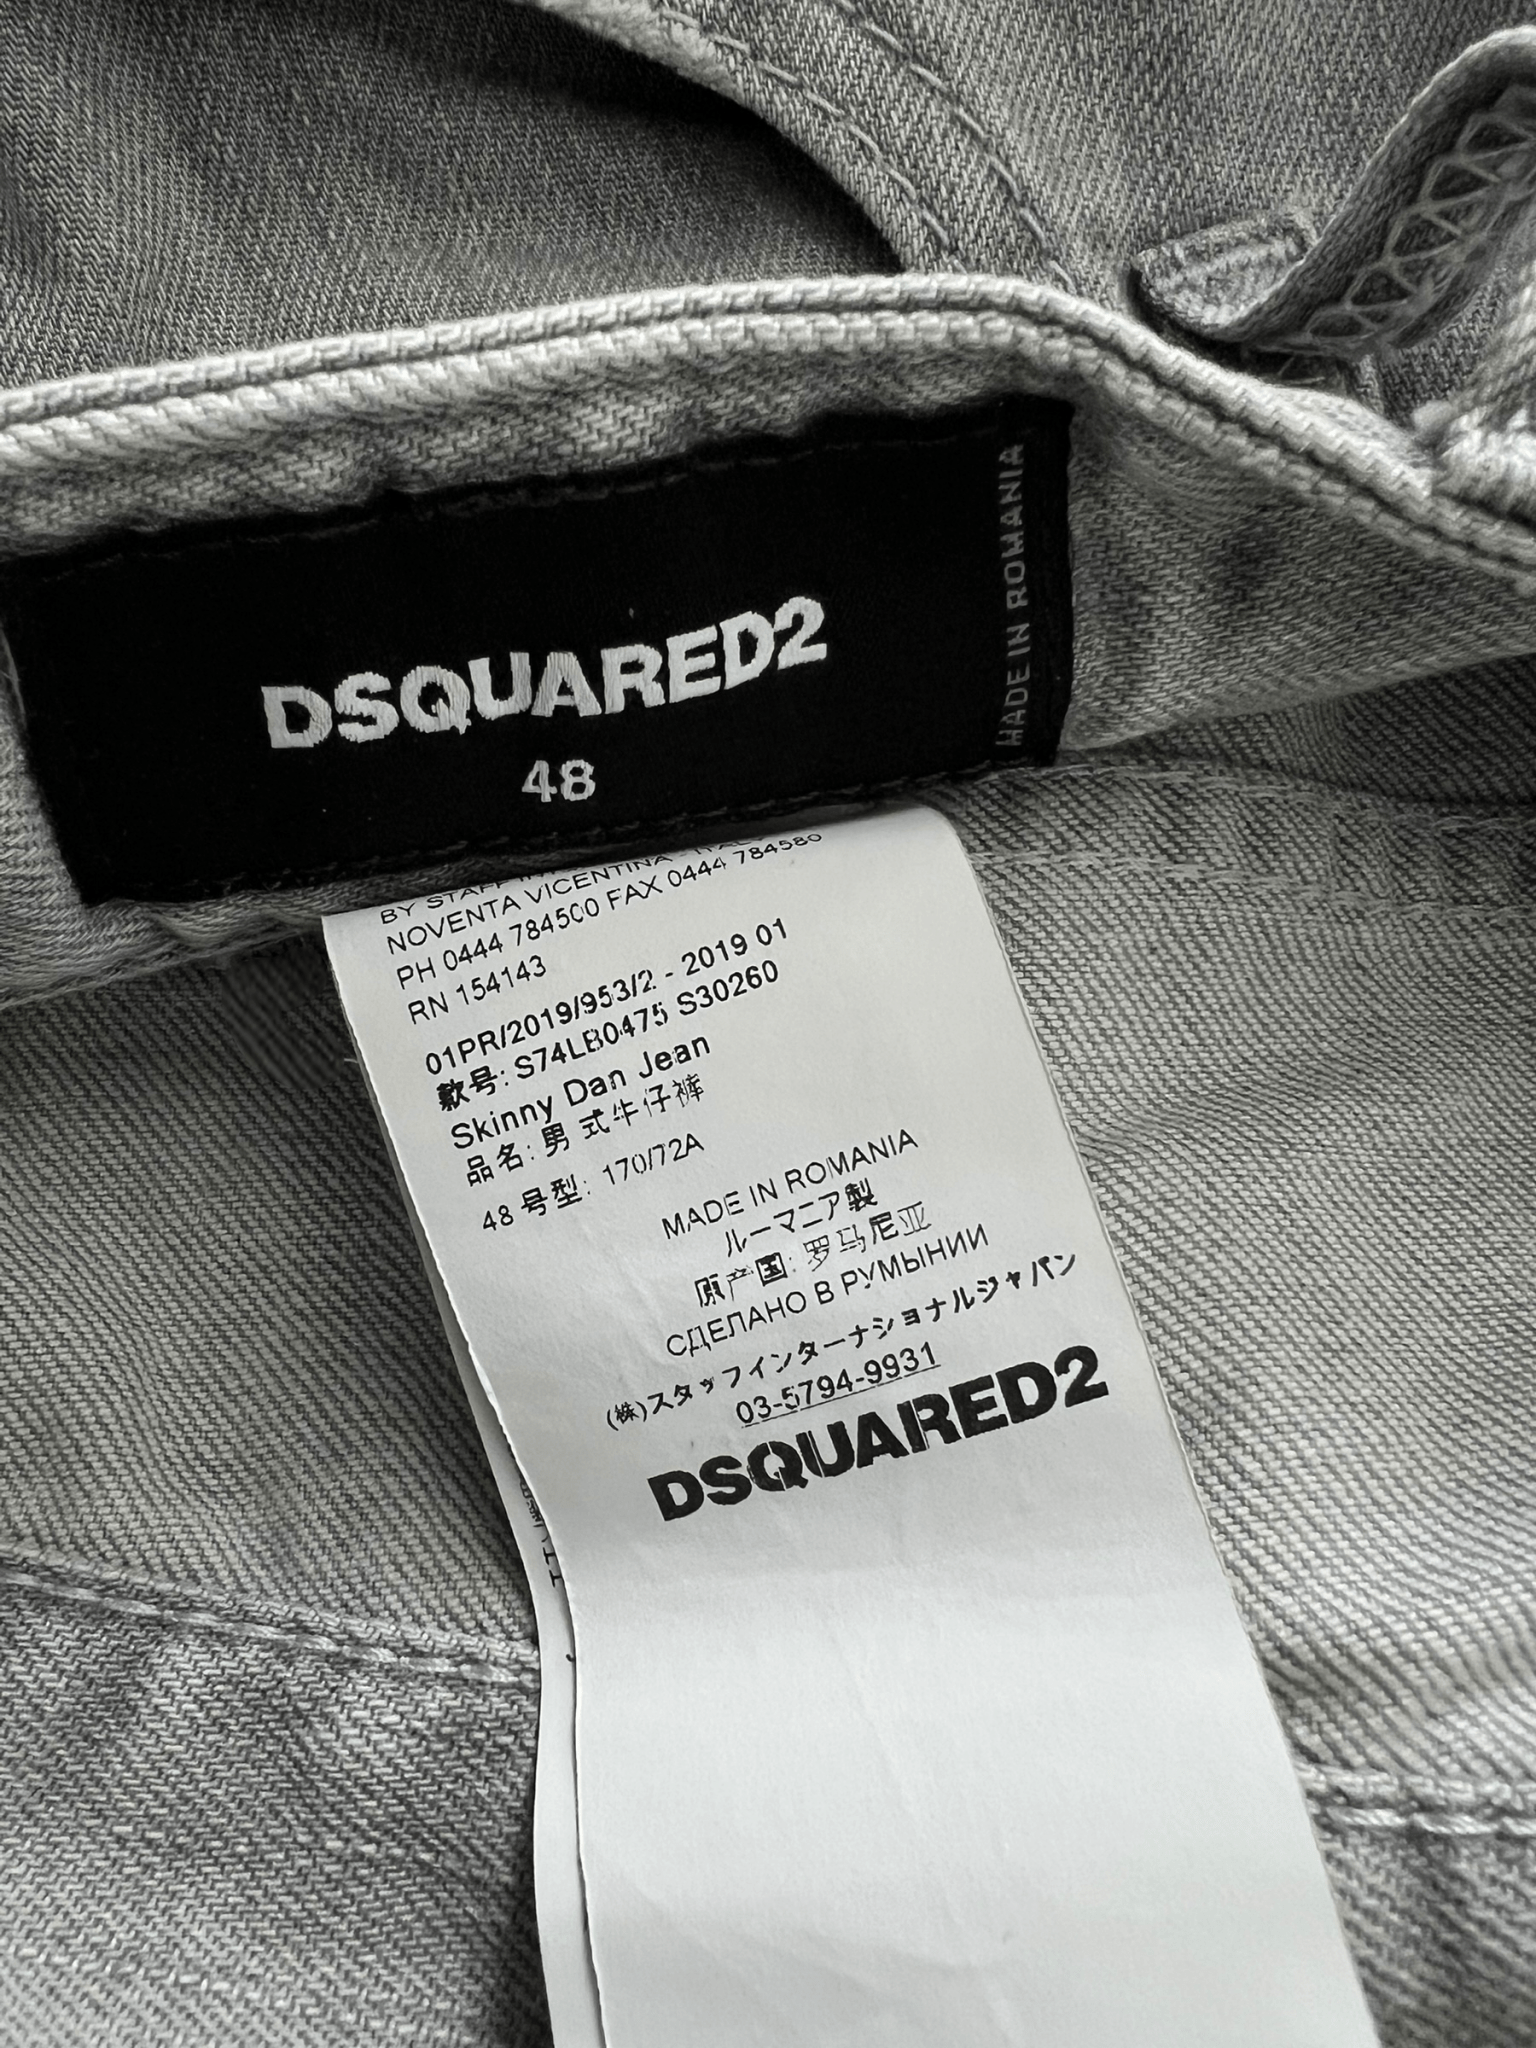 DSQUARED2
48
MADE IN ROMANIA
BY STAFF
NOVENTA VICENTINA - ITALY
PH 0444 784500 FAX 0444 784580
RN 154143
01PR/2019/953/2 - 2019 01
款号: S74LB0475 S30260
Skinny Dan Jean
品名: 男式牛仔裤
48 号型: 170/72A
MADE IN ROMANIA
ルーマニア製
原产国: 罗马尼亚
СДЕЛАНО В РУМЫНИИ
(株)スタッフインターナショナルジャパン
03-5794-9931
DSQUARED2